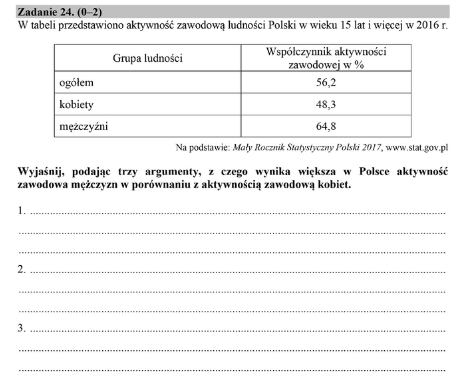 Zadanie 24. (0–2)
W tabeli przedstawiono aktywność zawodową ludności Polski w wieku 15 lat i więcej w 2016 r.
Grupa ludności
Współczynnik aktywności
zawodowej w %
ogółem 56,2
kobiety 48,3
mężczyźni 64,8
Na podstawie: Mały Rocznik Statystyczny Polski 2017, www.stat.gov.pl
Wyjaśnij, podając trzy argumenty, z czego wynika większa w Polsce aktywność
zawodowa mężczyzn w porównaniu z aktywnością zawodową kobiet.
1.
2.
3.